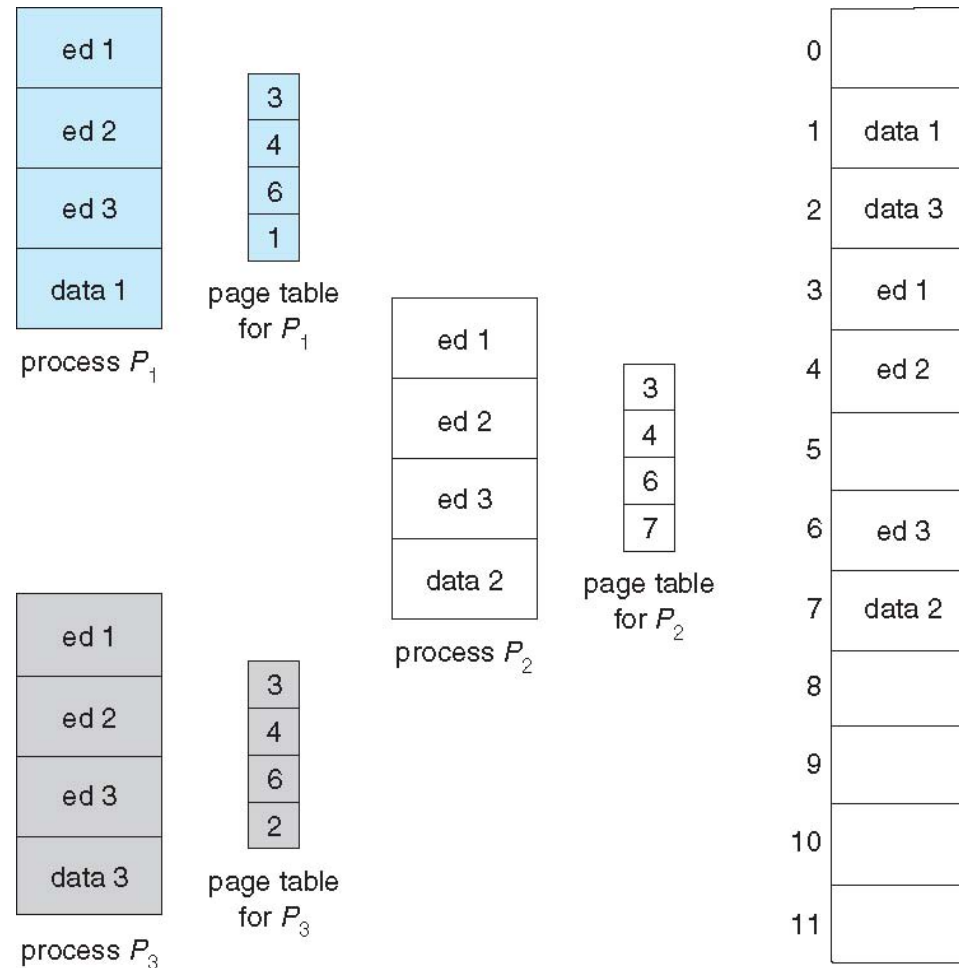 ed 1
ed 2
ed 3
data 1
process P₁
3
4
6
1
page table
for P₁
ed 1
ed 2
ed 3
data 2
process P₂
3
4
6
7
page table
for P₂
ed 1
ed 2
ed 3
data 3
process P₃
3
4
6
2
page table
for P₃
0
1 data 1
2 data 3
3 ed 1
4 ed 2
5
6 ed 3
7 data 2
8
9
10
11